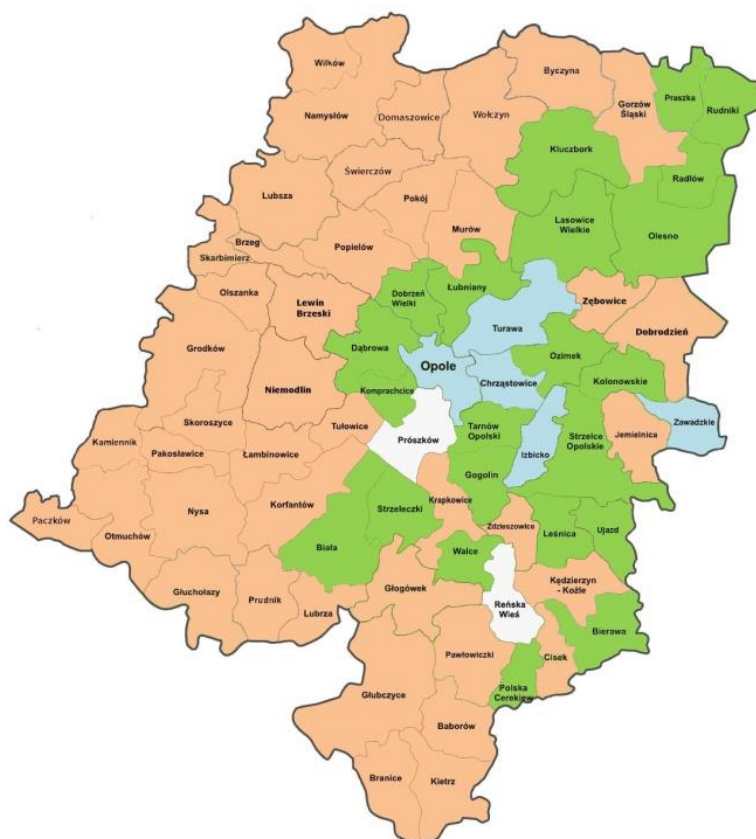 Wilków
Byczyna
Namysłów
Domaszowice
Wołczyn
Gorzów
Śląski
Praszka
Rudniki
Kluczbork
Świerczów
Radłów
Lubsza
Pokój
Lasowice
Wielkie
Olesno
Murów
Brzeg
Popielów
Skarbimierz
Olszanka
Lewin
Brzeski
Dobrzeń
Wielki
Łubniany
Turawa
Zębowice
Dobrodzień
Grodków
Dąbrowa
Opole
Ozimek
Chrząstowice
Kolonowskie
Niemodlin
Komprachcice
Skoroszyce
Tułowice
Prószków
Tarnów
Opolski
Izbicko
Strzelce
Opolskie
Jemielnica
Zawadzkie
Kamiennik
Pakosławice
Łambinowice
Gogolin
Paczków
Nysa
Korfantów
Strzeleczki
Krapkowice
Zdzieszowice
Otmuchów
Biała
Walce
Leśnica
Ujazd
Głuchołazy
Prudnik
Lubrza
Głogówek
Reńska
Wieś
Kędzierzyn
- Koźle
Bierawa
Pawłowiczki
Cisek
Polska
Cerekiew
Głubczyce
Baborów
Branice
Kietrz